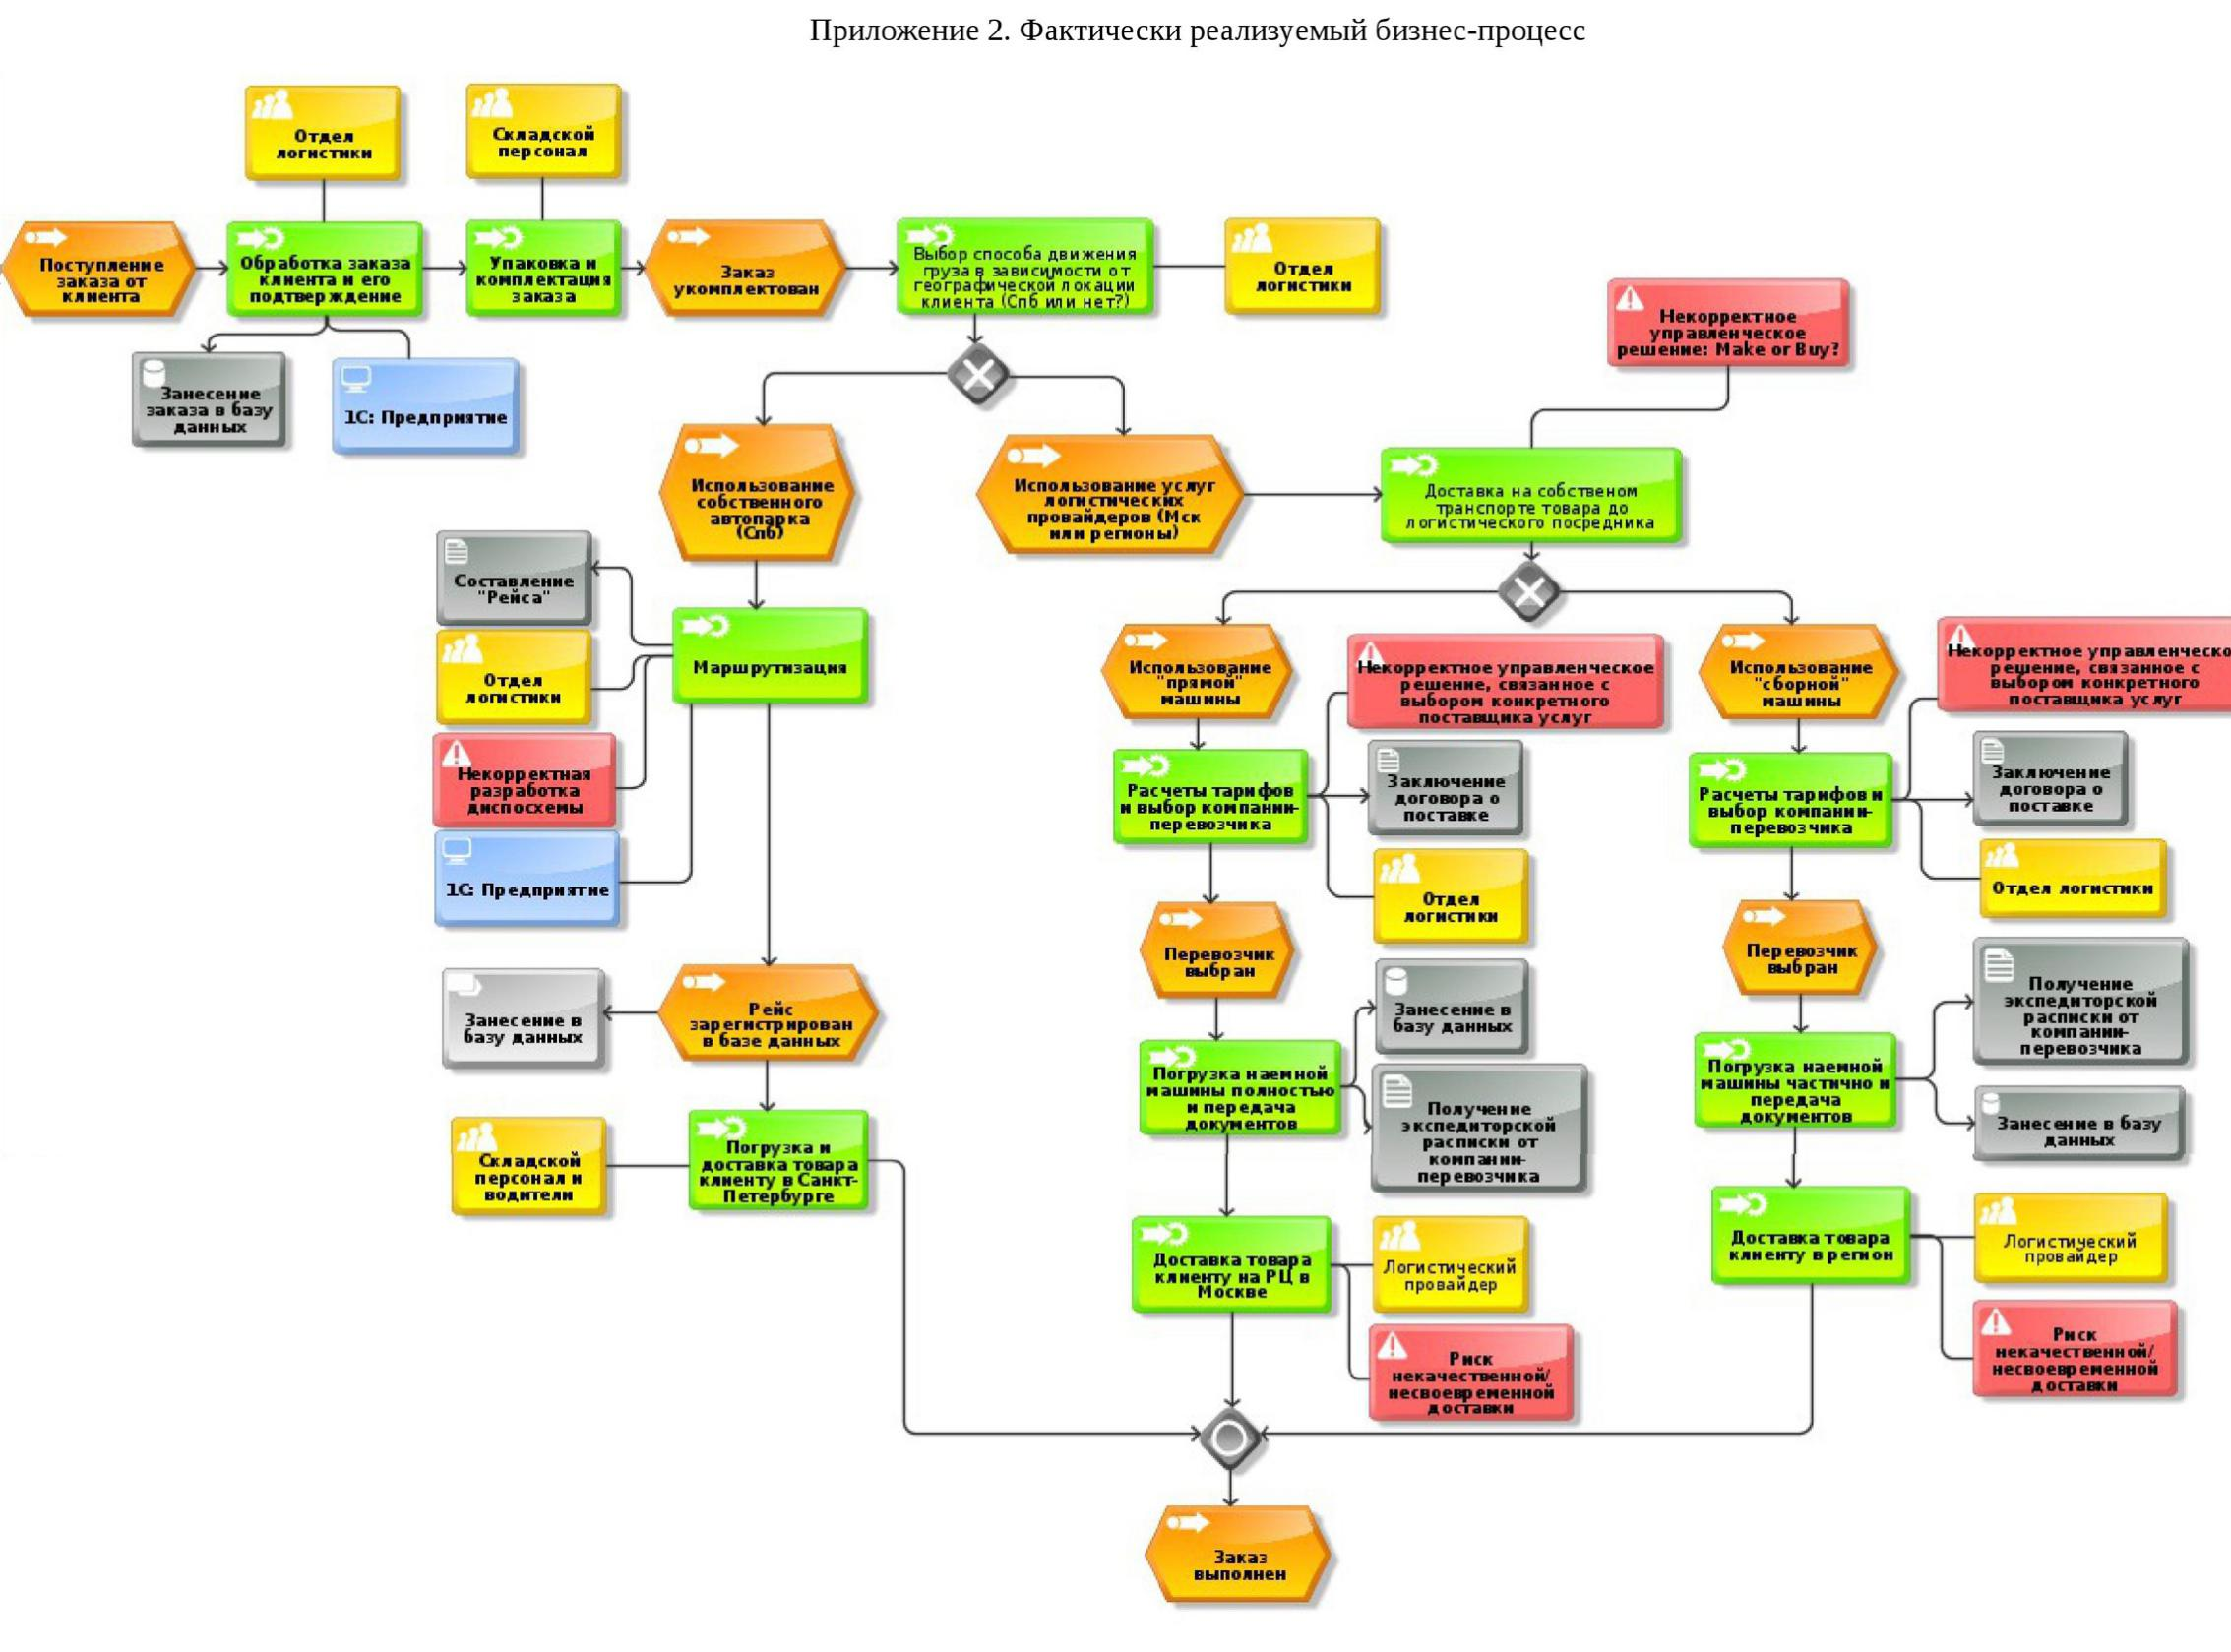 Приложение 2. Фактически реализуемый бизнес-процесс
Отдел
логистики
Складской
персонал
Поступление
заказа от
клиента
Обработка заказа
клиента и его
подтверждение
Упаковка и
комплектация
заказа
Заказ
укомплектован
Выбор способа движения
груза в зависимости от
географической локации
клиента (Спб или нет?)
Отдел
логистики
Занесение
заказа в базу
данных
1С: Предприятие
Некорректное
управленческое
решение: Make or Buy?
Использование
собственного
автопарка
(Спб)
Использование услуг
логистических
провайдеров (Мск
или регионы)
Доставка на собственом
транспорте товара до
логистического посредника
Составление
"Рейса"
Отдел
логистики
Некорректная
разработка
диспосхемы
1С: Предприятие
Маршрутизация
Занесение в
базу данных
Рейс
зарегистрирован
в базе данных
Складской
персонал и
водители
Погрузка и
доставка товара
клиенту в Санкт-
Петербурге
Использование
"прямой"
машины
Некорректное управленческое
решение, связанное с
выбором конкретного
поставщика услуг
Расчеты тарифов
и выбор компании-
перевозчика
Заключение
договора о
поставке
Отдел
логистики
Перевозчик
выбран
Занесение в
базу данных
Погрузка наемной
машины полностью
и передача
документов
Получение
экспедиторской
расписки от
компании-
перевозчика
Доставка товара
клиенту на РЦ в
Москве
Логистический
провайдер
Риск
некачественной/
несвоевременной
доставки
Использование
"сборной"
машины
Некорректное управленческо
решение, связанное с
выбором конкретного
поставщика услуг
Расчеты тарифов и
выбор компании-
перевозчика
Заключение
договора о
поставке
Отдел логистики
Перевозчик
выбран
Получение
экспедиторской
расписки от
компании-
перевозчика
Погрузка наемной
машины частично и
передача
документов
Занесение в базу
данных
Доставка товара
клиенту в регион
Логистический
провайдер
Риск
некачественной/
несвоевременной
доставки
Заказ
выполнен